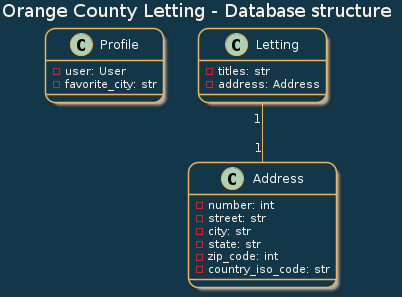 Orange County Letting - Database structure
C Profile
user: User
favorite_city: str
C Letting
titles: str
address: Address
1
1
C Address
number: int
street: str
city: str
state: str
zip_code: int
country_iso_code: str